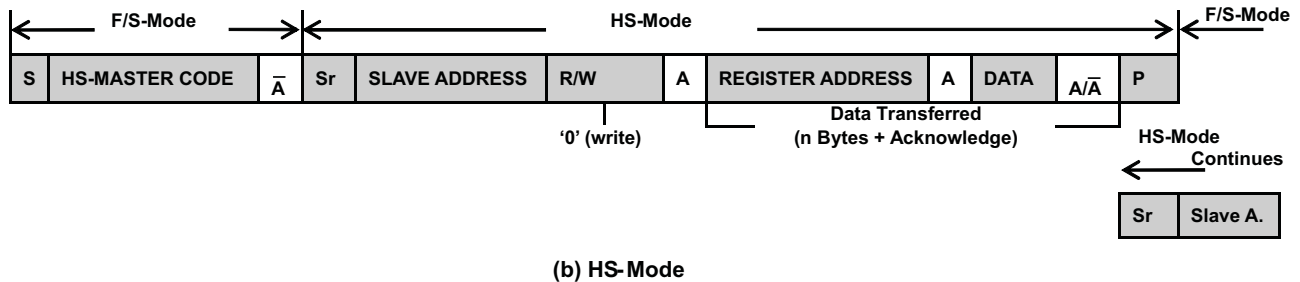 F/S-Mode HS-Mode F/S-Mode
S HS-MASTER CODE A̅ Sr SLAVE ADDRESS R/W A REGISTER ADDRESS A DATA A/A̅ P
‘0’ (write) Data Transferred
(n Bytes + Acknowledge)
HS-Mode
Continues
Sr Slave A.
(b) HS-Mode